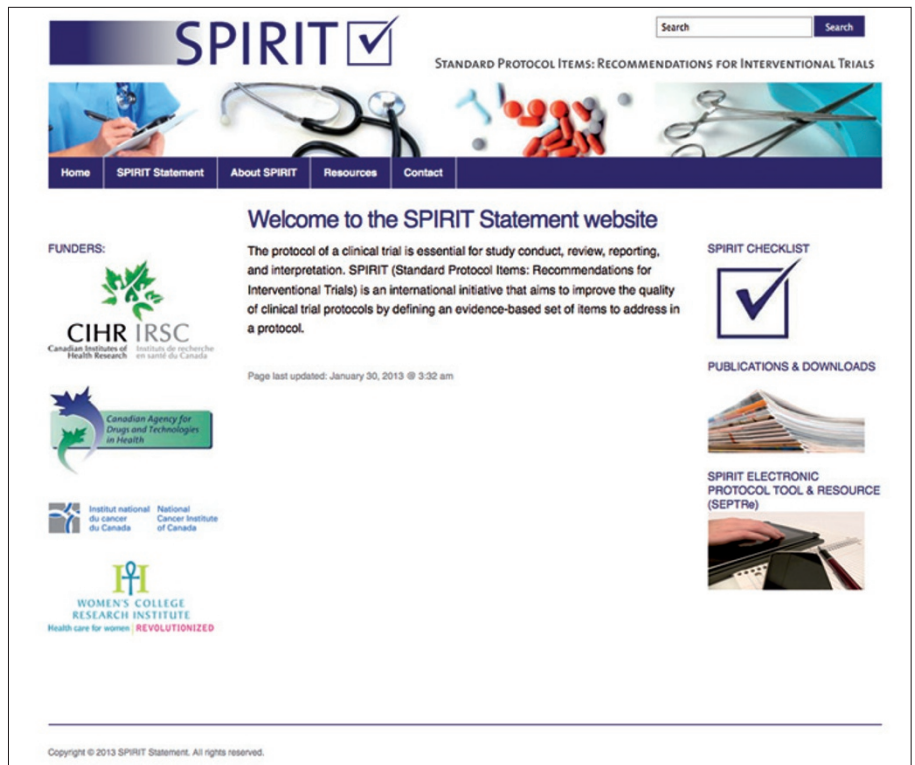 SPIRIT
Search
Search
STANDARD PROTOCOL ITEMS: RECOMMENDATIONS FOR INTERVENTIONAL TRIALS
Home
SPIRIT Statement
About SPIRIT
Resources
Contact
FUNDERS:
CIHR IRSC
Canadian Institutes of Instituts de recherche
Health Research en santé du Canada
Canadian Agency for
Drugs and Technologies
in Health
Institut national National
du cancer Cancer Institute
du Canada of Canada
WOMEN'S COLLEGE
RESEARCH INSTITUTE
Health care for women | REVOLUTIONIZED
Welcome to the SPIRIT Statement website
The protocol of a clinical trial is essential for study conduct, review, reporting,
and interpretation. SPIRIT (Standard Protocol Items: Recommendations for
Interventional Trials) is an international initiative that aims to improve the quality
of clinical trial protocols by defining an evidence-based set of items to address in
a protocol.
Page last updated: January 30, 2013 @ 3:32 am
SPIRIT CHECKLIST
PUBLICATIONS & DOWNLOADS
SPIRIT ELECTRONIC
PROTOCOL TOOL & RESOURCE
(SEPTRe)
Copyright © 2013 SPIRIT Statement. All rights reserved.